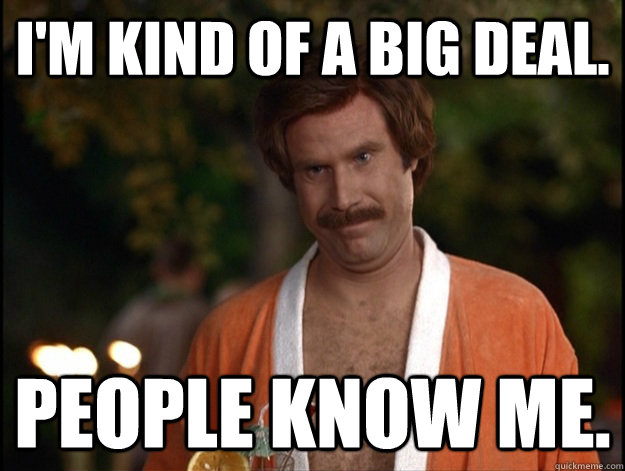 I'M KIND OF A BIG DEAL.
PEOPLE KNOW ME.
quickmeme.com